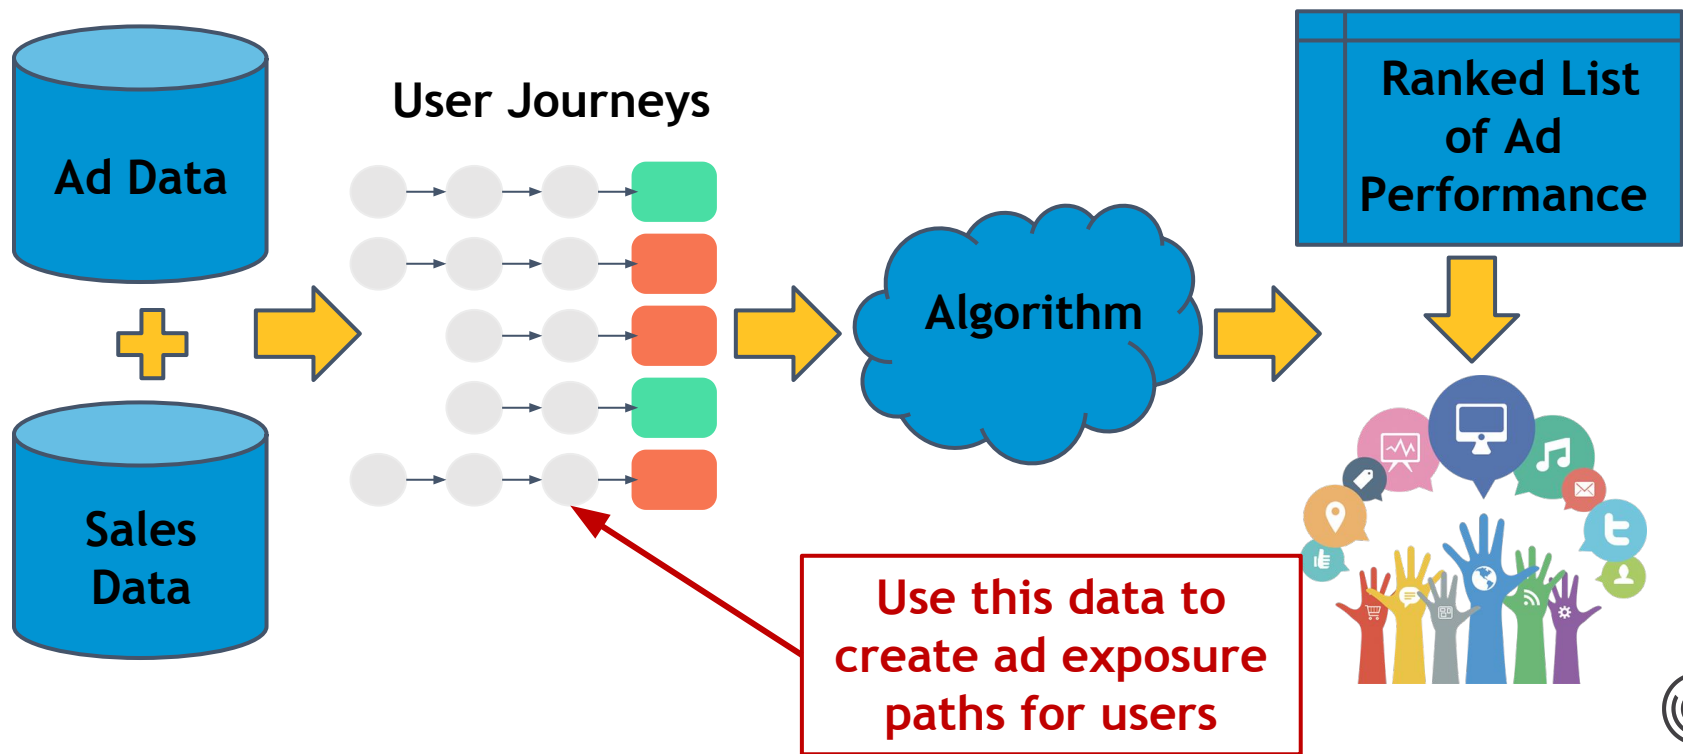 Ad Data
Sales
Data
User Journeys
Algorithm
Ranked List
of Ad
Performance
Use this data to
create ad exposure
paths for users